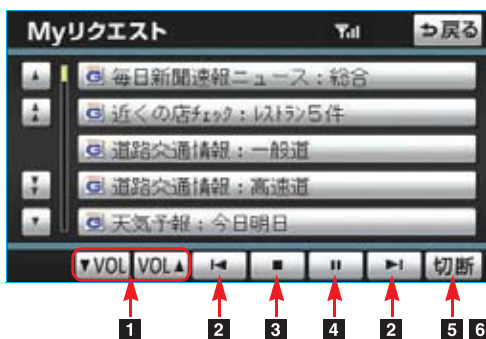 Myリクエスト 戻る
毎日新聞速報ニュース：総合
近くの店チェック：レストラン5件
道路交通情報：一般道
道路交通情報：高速道
天気予報：今日明日
▼VOL VOL▲ 切断
1 2 3 4 2 5 6